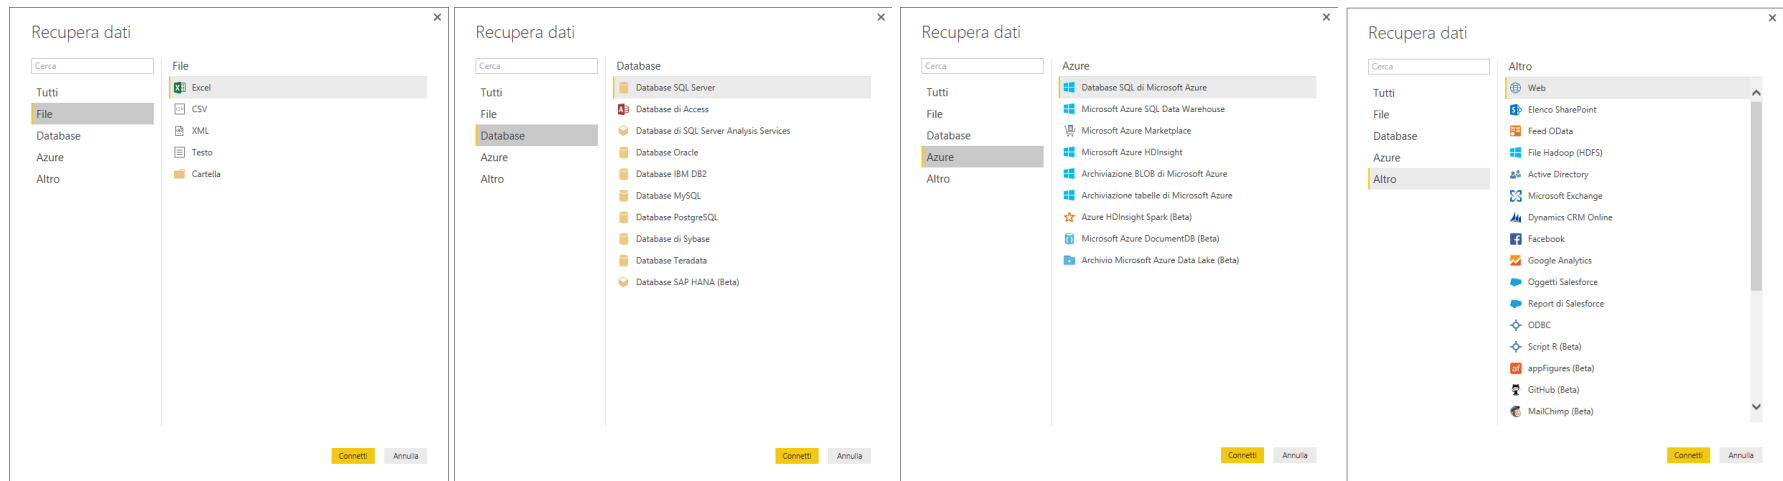 Recupera dati
Cerca
Tutti
File
Database
Azure
Altro
File
Excel
CSV
XML
Testo
Cartella
Connetti
Annulla
Recupera dati
Cerca
Tutti
File
Database
Azure
Altro
Database
Database SQL Server
Database di Access
Database di SQL Server Analysis Services
Database Oracle
Database IBM DB2
Database MySQL
Database PostgreSQL
Database di Sybase
Database Teradata
Database SAP HANA (Beta)
Connetti
Annulla
Recupera dati
Cerca
Tutti
File
Database
Azure
Altro
Azure
Database SQL di Microsoft Azure
Microsoft Azure SQL Data Warehouse
Microsoft Azure Marketplace
Microsoft Azure HDInsight
Archiviazione BLOB di Microsoft Azure
Archiviazione tabelle di Microsoft Azure
Azure HDInsight Spark (Beta)
Microsoft Azure DocumentDB (Beta)
Archivio Microsoft Azure Data Lake (Beta)
Connetti
Annulla
Recupera dati
Cerca
Tutti
File
Database
Azure
Altro
Altro
Web
Elenco SharePoint
Feed OData
File Hadoop (HDFS)
Active Directory
Microsoft Exchange
Dynamics CRM Online
Facebook
Google Analytics
Oggetti Salesforce
Report di Salesforce
ODBC
Script R (Beta)
appFigures (Beta)
GitHub (Beta)
MailChimp (Beta)
Connetti
Annulla